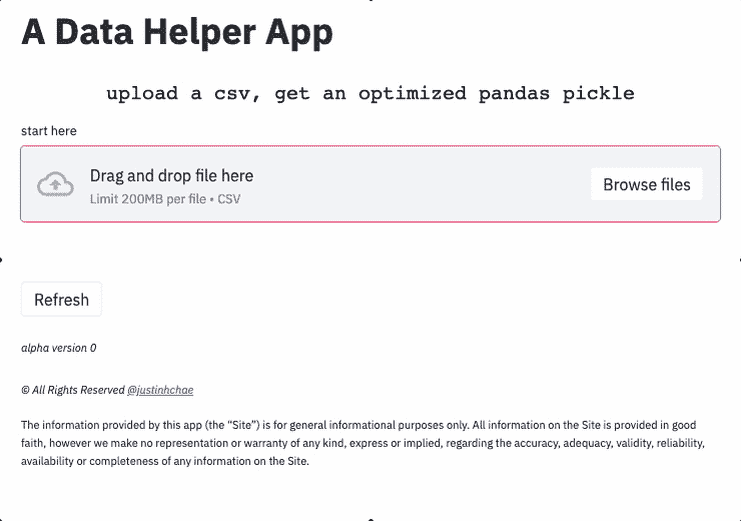 A Data Helper App
upload a csv, get an optimized pandas pickle
start here
Drag and drop file here
Limit 200MB per file • CSV
Browse files
Refresh
alpha version 0
© All Rights Reserved @justinhchae
The information provided by this app (the “Site”) is for general informational purposes only. All information on the Site is provided in good
faith, however we make no representation or warranty of any kind, express or implied, regarding the accuracy, adequacy, validity, reliability,
availability or completeness of any information on the Site.